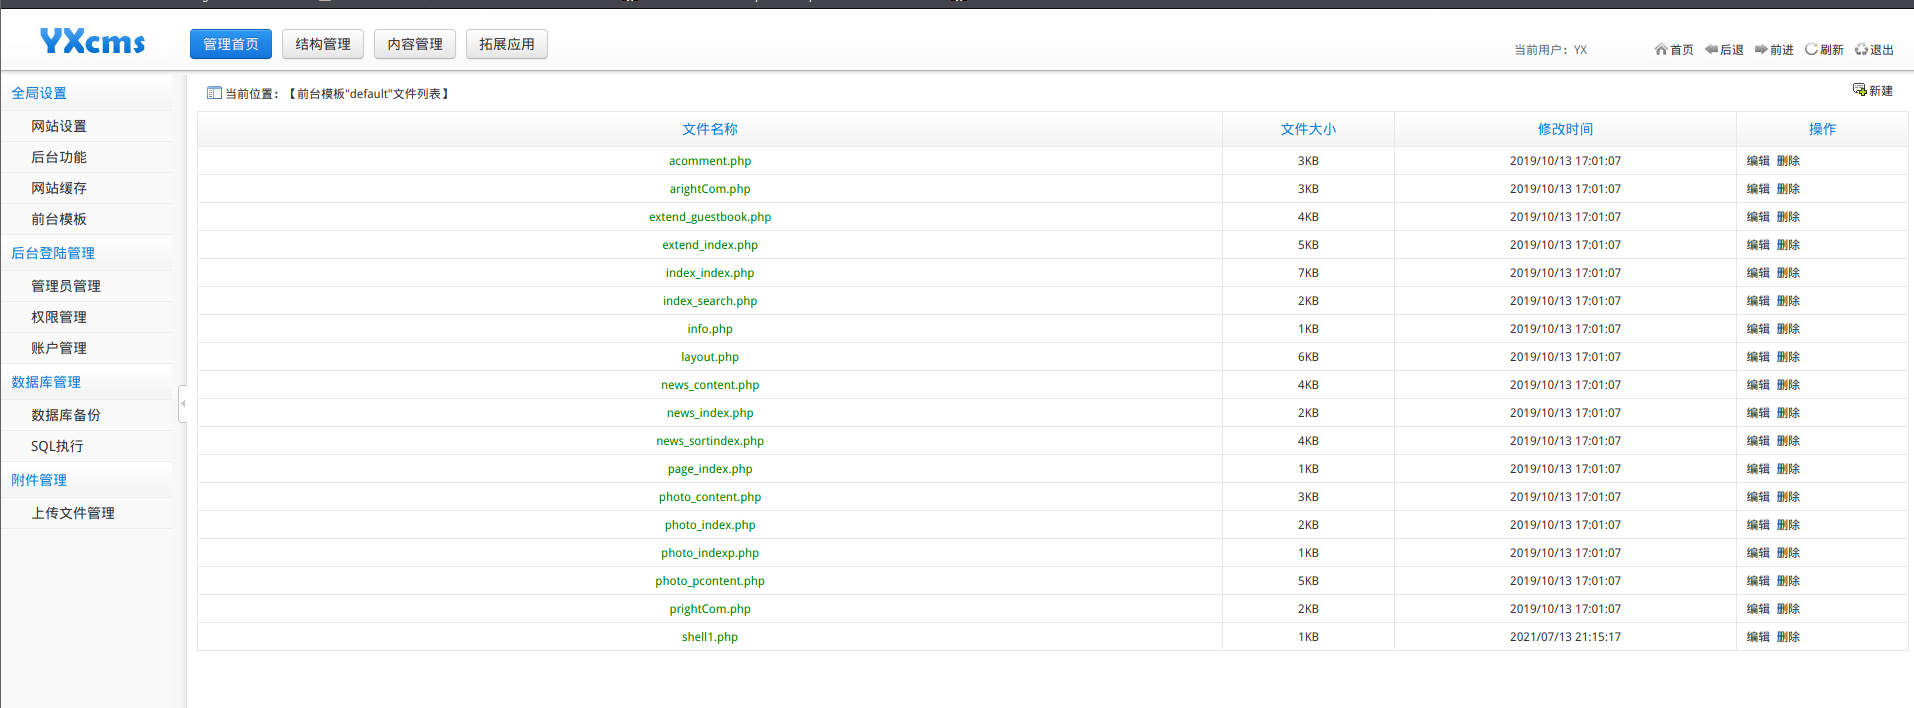 YXcms 管理首页 结构管理 内容管理 拓展应用 当前用户：YX 首页 后退 前进 刷新 退出
全局设置
网站设置
后台功能
网站缓存
前台模板
后台登陆管理
管理员管理
权限管理
账户管理
数据库管理
数据库备份
SQL执行
附件管理
上传文件管理
当前位置：【前台模板"default"文件列表】 新建
文件名称 文件大小 修改时间 操作
acomment.php 3KB 2019/10/13 17:01:07 编辑 删除
arightCom.php 3KB 2019/10/13 17:01:07 编辑 删除
extend_guestbook.php 4KB 2019/10/13 17:01:07 编辑 删除
extend_index.php 5KB 2019/10/13 17:01:07 编辑 删除
index_index.php 7KB 2019/10/13 17:01:07 编辑 删除
index_search.php 2KB 2019/10/13 17:01:07 编辑 删除
info.php 1KB 2019/10/13 17:01:07 编辑 删除
layout.php 6KB 2019/10/13 17:01:07 编辑 删除
news_content.php 4KB 2019/10/13 17:01:07 编辑 删除
news_index.php 2KB 2019/10/13 17:01:07 编辑 删除
news_sortindex.php 4KB 2019/10/13 17:01:07 编辑 删除
page_index.php 1KB 2019/10/13 17:01:07 编辑 删除
photo_content.php 3KB 2019/10/13 17:01:07 编辑 删除
photo_index.php 2KB 2019/10/13 17:01:07 编辑 删除
photo_indexp.php 1KB 2019/10/13 17:01:07 编辑 删除
photo_pcontent.php 5KB 2019/10/13 17:01:07 编辑 删除
prightCom.php 2KB 2019/10/13 17:01:07 编辑 删除
shell1.php 1KB 2021/07/13 21:15:17 编辑 删除